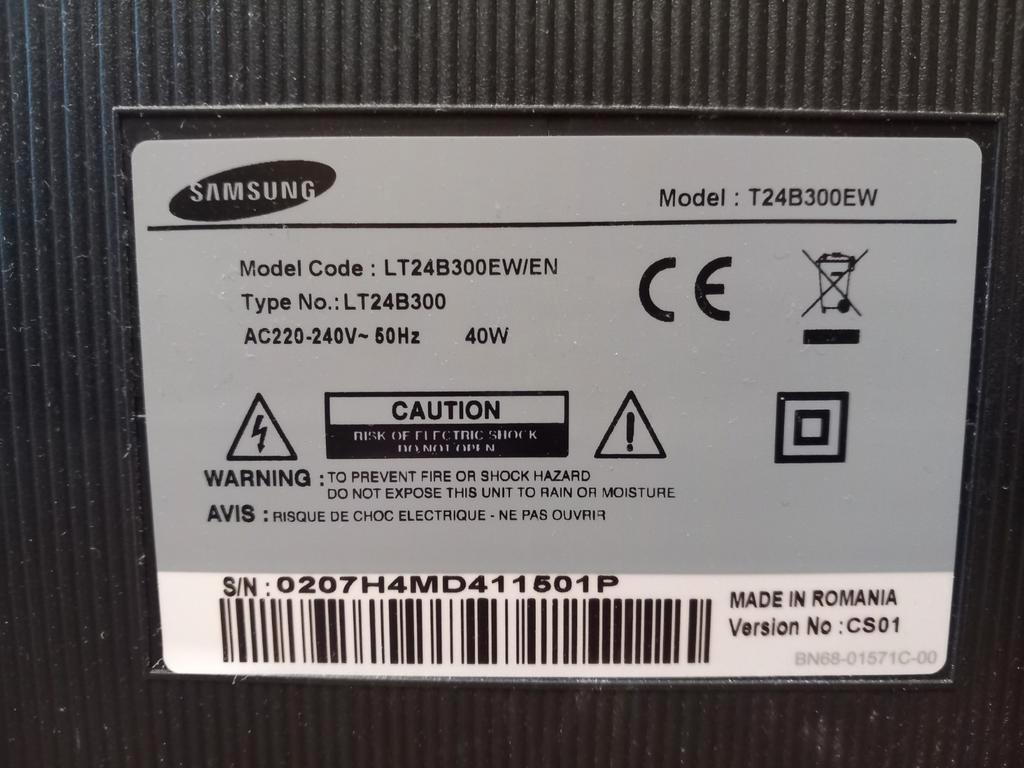 SAMSUNG
Model : T24B300EW
Model Code : LT24B300EW/EN
Type No.: LT24B300
AC220-240V~ 50Hz 40W
CE
CAUTION
RISK OF ELECTRIC SHOCK
DO NOT OPEN
WARNING : TO PREVENT FIRE OR SHOCK HAZARD
DO NOT EXPOSE THIS UNIT TO RAIN OR MOISTURE
AVIS : RISQUE DE CHOC ELECTRIQUE - NE PAS OUVRIR
S/N : 0207H4MD411501P
MADE IN ROMANIA
Version No : CS01
BN68-01571C-00